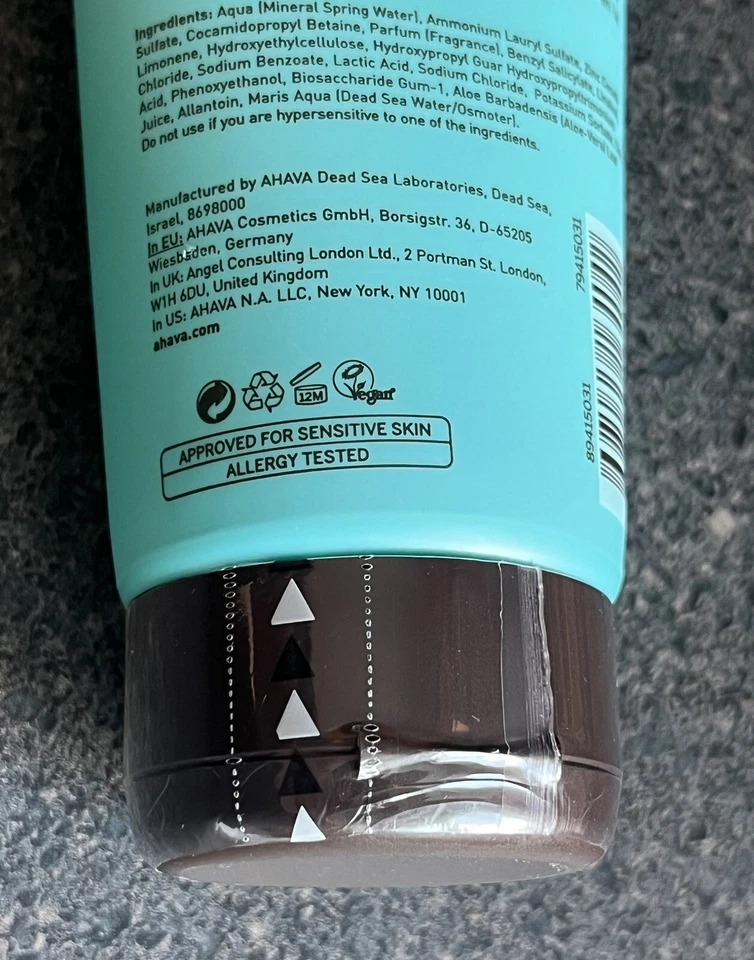 Ingredients: Aqua (Mineral Spring Water), Ammonium Lauryl Sulfate,
Sulfate, Cocamidopropyl Betaine, Parfum (Fragrance), Benzyl Salicylate,
Limonene, Hydroxyethylcellulose, Hydroxypropyl Guar
Chloride, Sodium Benzoate, Lactic Acid, Sodium Chloride, Potassium
Acid, Phenoxyethanol, Biosaccharide Gum-1, Aloe Barbadensis
Juice, Allantoin, Maris Aqua (Dead Sea Water/Osmoter).
Do not use if you are hypersensitive to one of the ingredients.
Manufactured by AHAVA Dead Sea Laboratories, Dead Sea,
Israel, 8698000
In EU: AHAVA Cosmetics GmbH, Borsigstr. 36, D-65205
Wiesbaden, Germany
In UK: Angel Consulting London Ltd., 2 Portman St. London,
W1H 6DU, United Kingdom
In US: AHAVA N.A. LLC, New York, NY 10001
ahava.com
12M
Vegan
APPROVED FOR SENSITIVE SKIN
ALLERGY TESTED
79415031
89415031